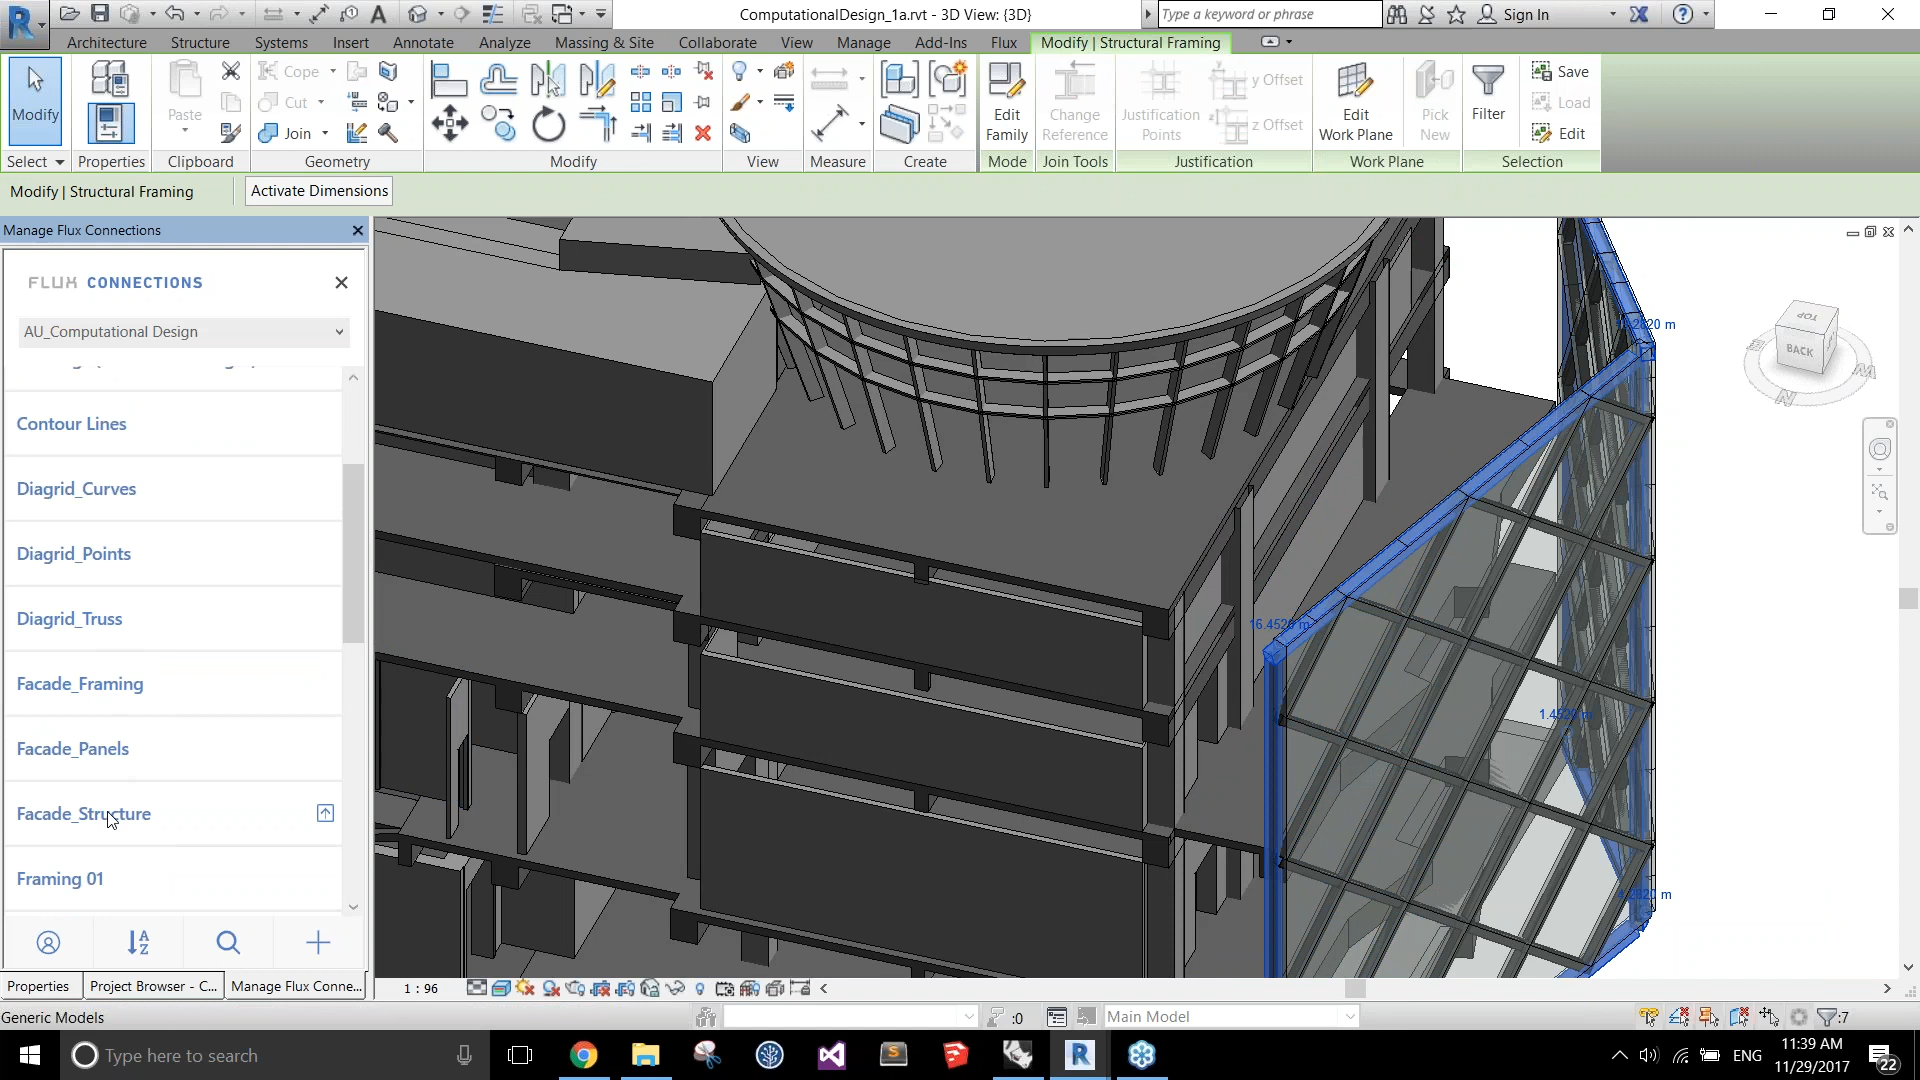 ComputationalDesign_1a.rvt - 3D View: {3D}
Type a keyword or phrase
Sign In
Architecture Structure Systems Insert Annotate Analyze Massing & Site Collaborate View Manage Add-Ins Flux Modify | Structural Framing
Modify
Paste
Cope
Cut
Join
Edit Family
Change Reference
Justification Points
y Offset
z Offset
Edit Work Plane
Pick New
Filter
Save
Load
Edit
Select Properties Clipboard Geometry Modify View Measure Create Mode Join Tools Justification Work Plane Selection
Modify | Structural Framing
Activate Dimensions
Manage Flux Connections
FLUX CONNECTIONS
AU_Computational Design
Contour Lines
Diagrid_Curves
Diagrid_Points
Diagrid_Truss
Facade_Framing
Facade_Panels
Facade_Structure
Framing 01
TOP
BACK
16.4520 m
1.4520 m
Properties
Project Browser - C...
Manage Flux Conne...
1 : 96
Generic Models
:0
Main Model
:7
Type here to search
ENG
11:39 AM
11/29/2017
22